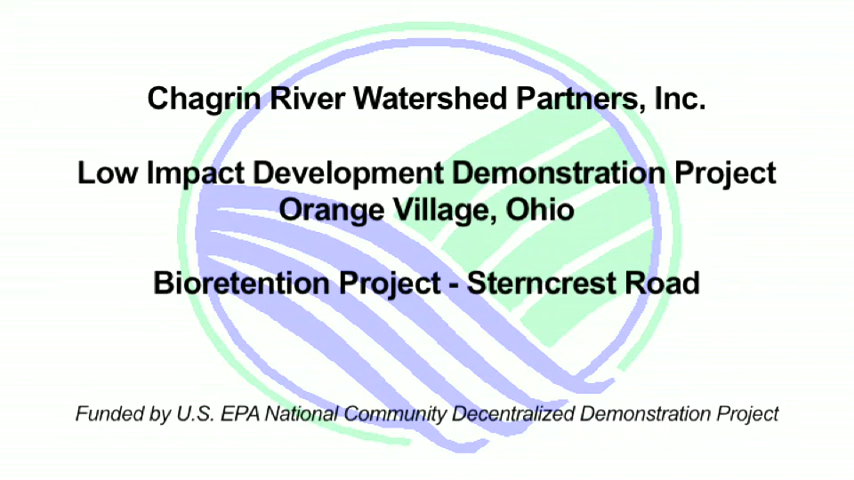 Chagrin River Watershed Partners, Inc.
Low Impact Development Demonstration Project
Orange Village, Ohio
Bioretention Project - Sterncrest Road
Funded by U.S. EPA National Community Decentralized Demonstration Project